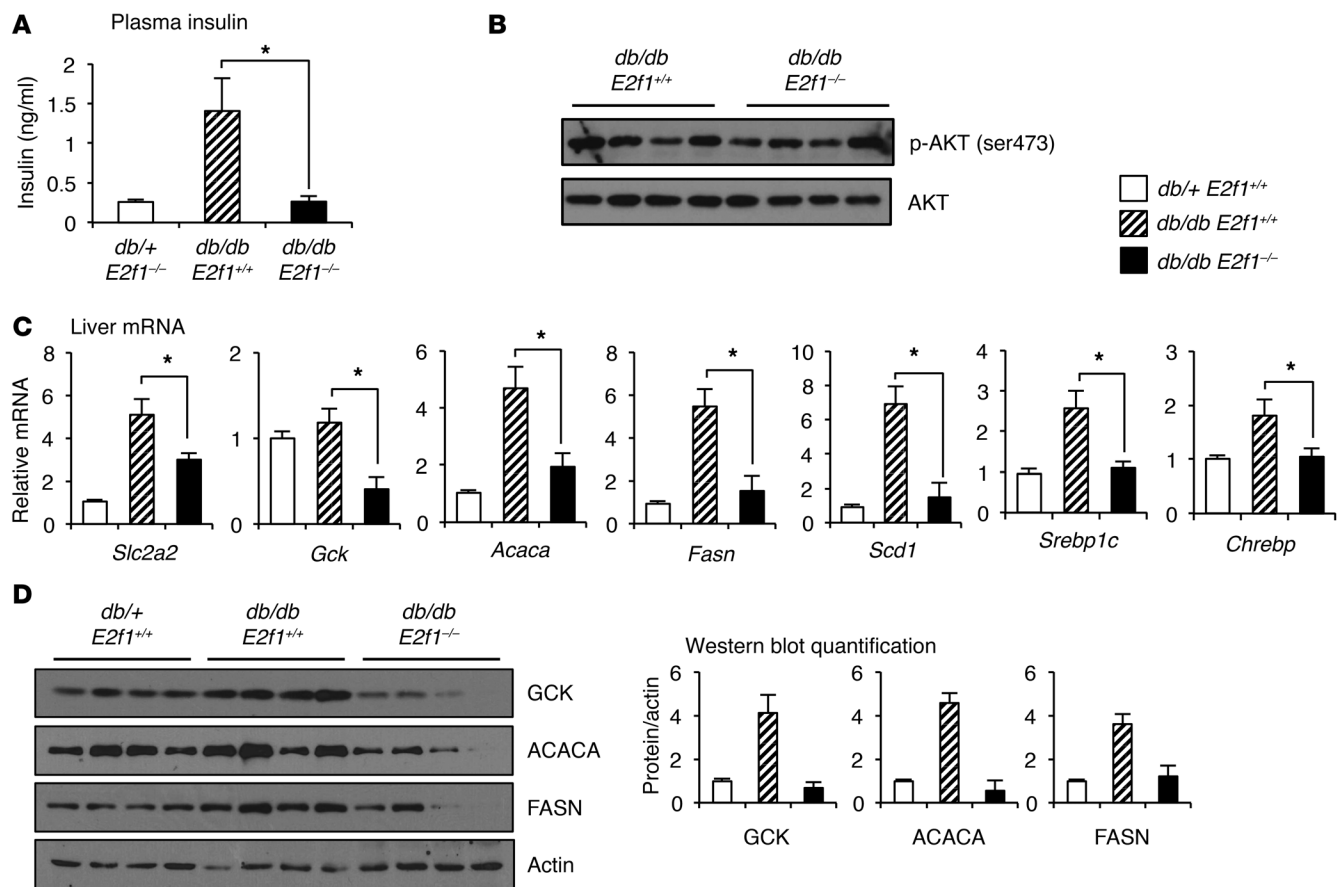 A
Plasma insulin
*
2
1.5
1
0.5
0
Insulin (ng/ml)
db/+
E2f1–/–
db/db
E2f1+/+
db/db
E2f1–/–
B
db/db
E2f1+/+
db/db
E2f1–/–
p-AKT (ser473)
AKT
db/+ E2f1+/+
db/db E2f1+/+
db/db E2f1–/–
C
Liver mRNA
Relative mRNA
8
6
4
2
0
*
Slc2a2
2
1
0
*
Gck
6
4
2
0
*
Acaca
8
6
4
2
0
*
Fasn
10
8
6
4
2
0
*
Scd1
4
3
2
1
0
*
Srebp1c
3
2
1
0
*
Chrebp
D
db/+
E2f1+/+
db/db
E2f1+/+
db/db
E2f1–/–
GCK
ACACA
FASN
Actin
Western blot quantification
Protein/actin
6
4
2
0
GCK
6
4
2
0
ACACA
6
4
2
0
FASN